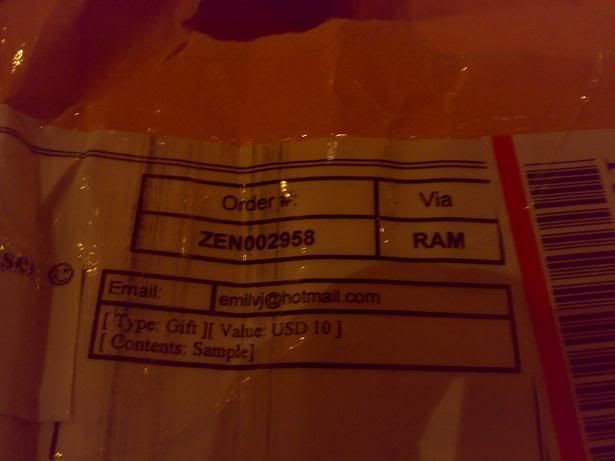 Order #: Via
ZEN002958 RAM
Email: emilvj@hotmail.com
[ Type: Gift ][ Value: USD 10 ]
[ Contents: Sample]